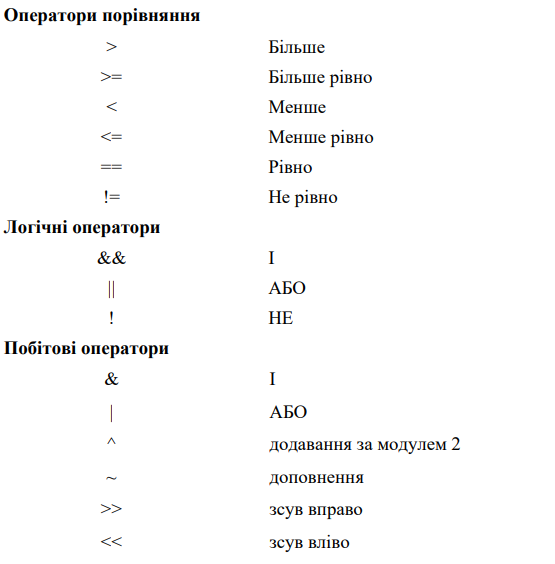 Оператори порівняння
> Більше
>= Більше рівно
< Менше
<= Менше рівно
== Рівно
!= Не рівно
Логічні оператори
&& І
|| АБО
! НЕ
Побітові оператори
& І
| АБО
^ додавання за модулем 2
~ доповнення
>> зсув вправо
<< зсув вліво